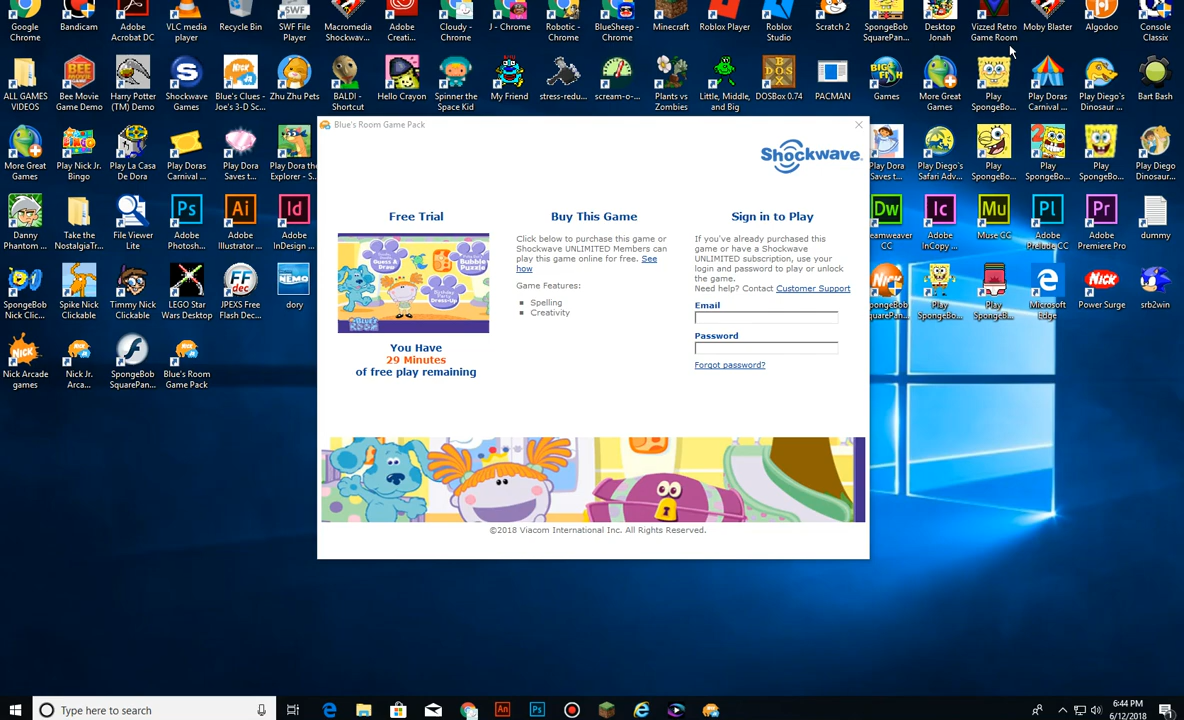 Google Chrome
Bandicam
Adobe Acrobat DC
VLC media player
Recycle Bin
SWF File Player
Macromedia Shockwav...
Adobe Creati...
Cloudy - Chrome
J - Chrome
Robotic - Chrome
BlueSheep - Chrome
Minecraft
Roblox Player
Roblox Studio
Scratch 2
SpongeBob SquarePan...
Desktop Jonah
Vizzed Retro Game Room
Moby Blaster
Algodoo
Console Classix
ALL GAMES VIDEOS
Bee Movie Game Demo
Harry Potter (TM) Demo
Shockwave Games
Blue's Clues - Joe's 3-D Sc...
Zhu Zhu Pets
BALDI - Shortcut
Hello Crayon
Spinner the Space Kid
My Friend
stress-redu...
scream-o-...
Plants vs Zombies
Little, Middle, and Big
DOSBox 0.74
PACMAN
Games
More Great Games
Play SpongeBo...
Play Doras Carnival ...
Play Diego's Dinosaur ...
Bart Bash
More Great Games
Play Nick Jr. Bingo
Play La Casa De Dora
Play Doras Carnival ...
Play Dora Saves t...
Play Dora the Explorer - S...
Play Dora Saves t...
Play Diego's Safari Adv...
Play SpongeBo...
Play SpongeBo...
Play SpongeBo...
Play Diego Dinosaur...
Danny Phantom ...
Take the NostalgiaTr...
File Viewer Lite
Adobe Photosh...
Adobe Illustrator ...
Adobe InDesign ...
eamweaver CC
Adobe InCopy ...
Muse CC
Adobe Prelude CC
Adobe Premiere Pro
dummy
SpongeBob Nick Clic...
Spike Nick Clickable
Timmy Nick Clickable
LEGO Star Wars Desktop
JPEXS Free Flash Dec...
dory
pongeBob quarePan...
Play SpongeBo...
Play SpongeB...
Microsoft Edge
Power Surge
srb2win
Nick Arcade games
Nick Jr. Arca...
SpongeBob SquarePan...
Blue's Room Game Pack
Blue's Room Game Pack
Shockwave.
Free Trial
You Have
29 Minutes
of free play remaining
Buy This Game
Click below to purchase this game or
Shockwave UNLIMITED Members can
play this game online for free. See
how
Game Features:
Spelling
Creativity
Sign in to Play
If you've already purchased this
game or have a Shockwave
UNLIMITED subscription, use your
login and password to play or unlock
the game.
Need help? Contact Customer Support
Email
Password
Forgot password?
©2018 Viacom International Inc. All Rights Reserved.
Type here to search
6:44 PM
6/12/2018